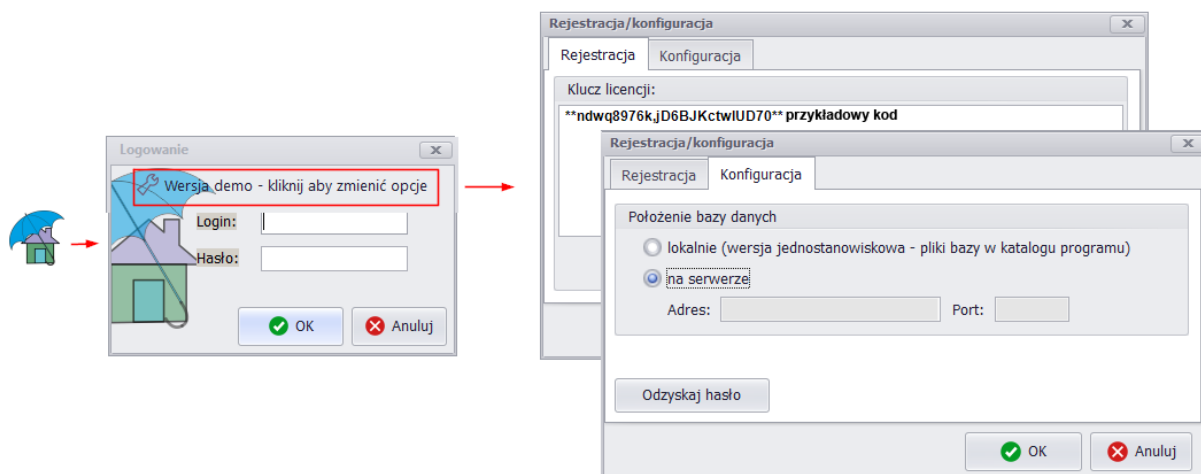 Logowanie
Wersja demo - kliknij aby zmienić opcje
Login:
Hasło:
OK
Anuluj
Rejestracja/konfiguracja
Rejestracja
Konfiguracja
Klucz licencji:
**ndwq8976k,jD6BJKctwlUD70** przykładowy kod
Rejestracja/konfiguracja
Rejestracja
Konfiguracja
Położenie bazy danych
lokalnie (wersja jednostanowiskowa - pliki bazy w katalogu programu)
na serwerze
Adres:
Port:
Odzyskaj hasło
OK
Anuluj